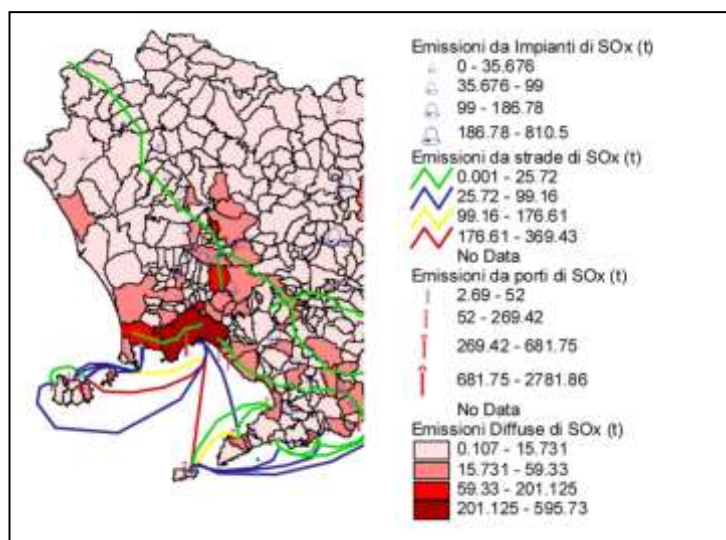 Emissioni da Impianti di SOx (t)
0 - 35.676
35.676 - 99
99 - 186.78
186.78 - 810.5
Emissioni da strade di SOx (t)
0.001 - 25.72
25.72 - 99.16
99.16 - 176.61
176.61 - 369.43
No Data
Emissioni da porti di SOx (t)
2.69 - 52
52 - 269.42
269.42 - 681.75
681.75 - 2781.86
No Data
Emissioni Diffuse di SOx (t)
0.107 - 15.731
15.731 - 59.33
59.33 - 201.125
201.125 - 595.73